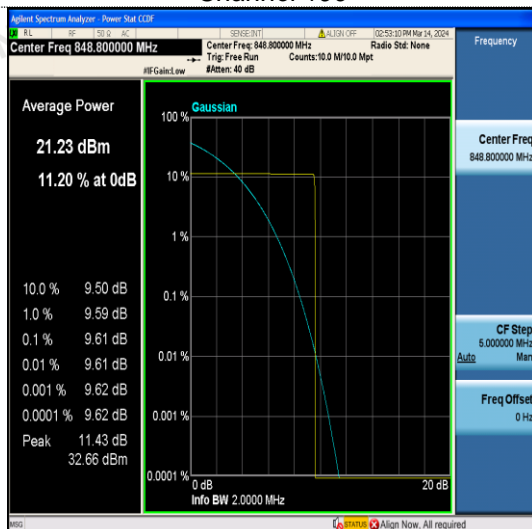 Agilent Spectrum Analyzer - Power Stat CCDF
RL RF 50 Ω AC SENSE:INT ALIGN OFF 02:53:10 PM Mar 14, 2024
Center Freq 848.800000 MHz
Center Freq: 848.800000 MHz Radio Std: None
Trig: Free Run Counts:10.0 M/10.0 Mpt
#IFGain:Low #Atten: 40 dB
Frequency
Average Power
21.23 dBm
11.20 % at 0dB
10.0 % 9.50 dB
1.0 % 9.59 dB
0.1 % 9.61 dB
0.01 % 9.61 dB
0.001 % 9.62 dB
0.0001 % 9.62 dB
Peak 11.43 dB
32.66 dBm
Gaussian
100 %
10 %
1 %
0.1 %
0.01 %
0.001 %
0.0001 %
0 dB 20 dB
Info BW 2.0000 MHz
Center Freq
848.800000 MHz
CF Step
5.000000 MHz
Auto Man
Freq Offset
0 Hz
MSG STATUS Align Now, All required